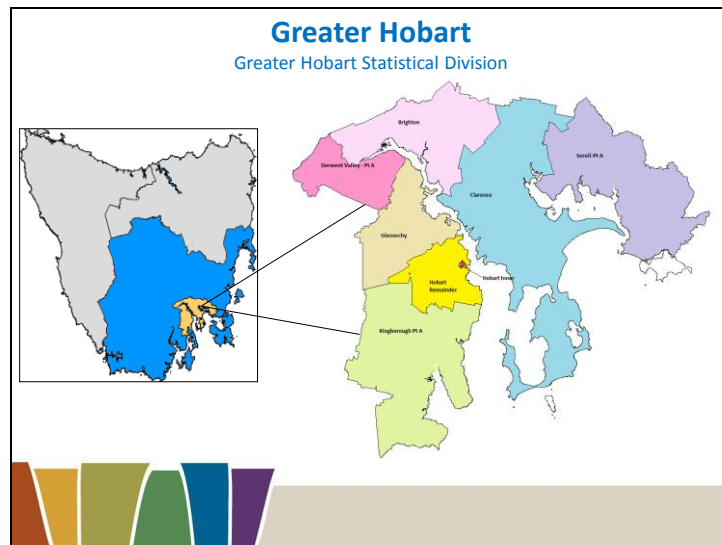 Greater Hobart
Greater Hobart Statistical Division
Brighton
Derwent Valley - Pt A
Sorell-Pt A
Clarence
Glenorchy
Hobart Inner
Hobart
Remainder
Kingborough Pt A